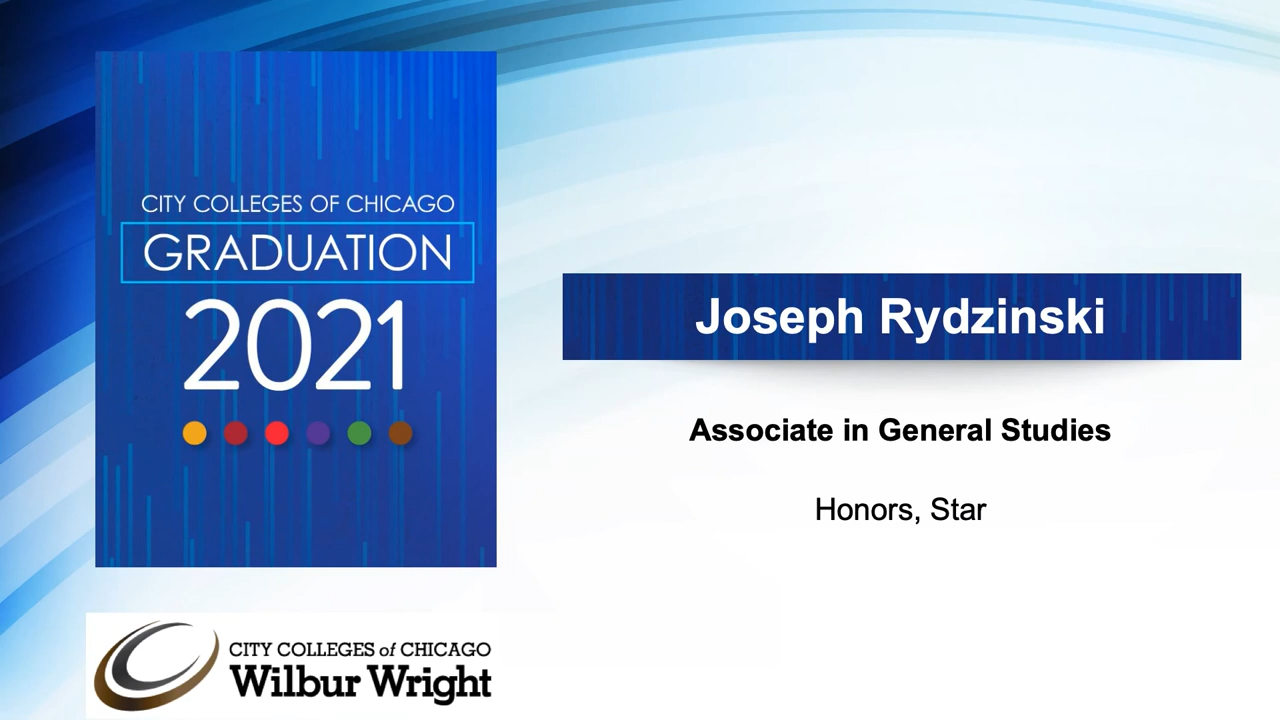 CITY COLLEGES OF CHICAGO
GRADUATION
2021
Joseph Rydzinski
Associate in General Studies
Honors, Star
CITY COLLEGES of CHICAGO
Wilbur Wright